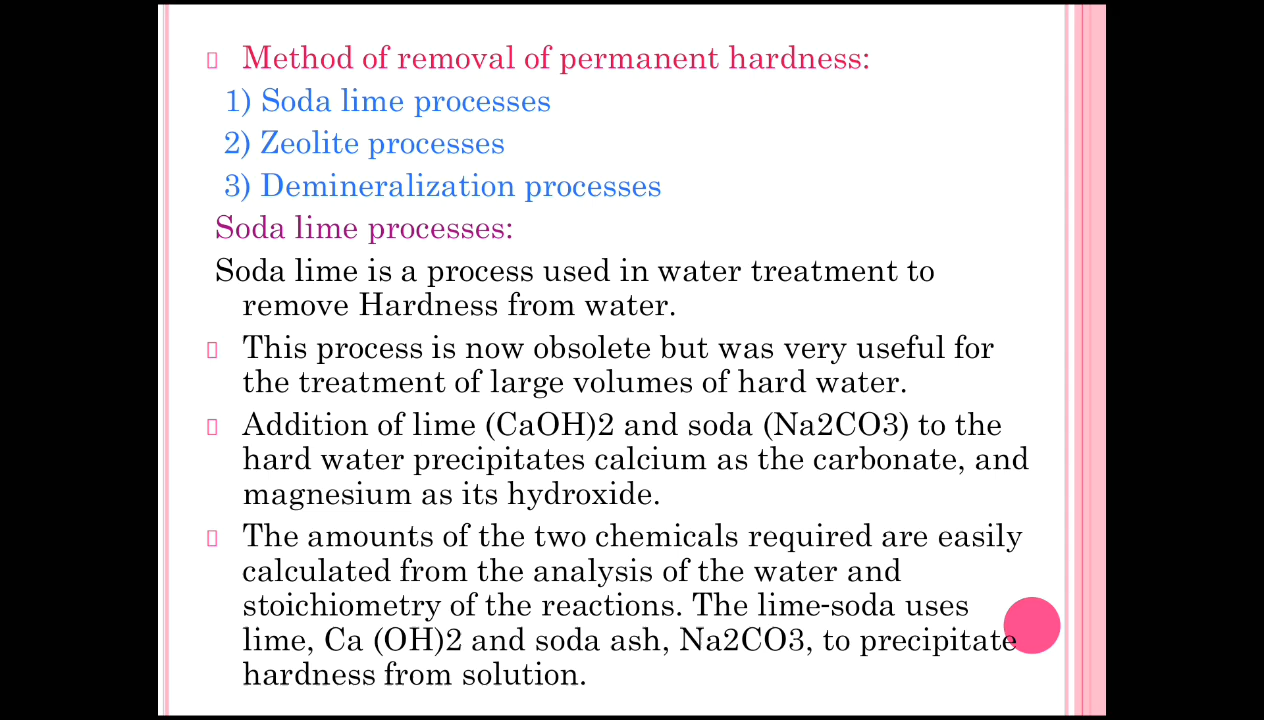 Method of removal of permanent hardness:
1) Soda lime processes
2) Zeolite processes
3) Demineralization processes
Soda lime processes:
Soda lime is a process used in water treatment to
remove Hardness from water.
This process is now obsolete but was very useful for
the treatment of large volumes of hard water.
Addition of lime (CaOH)2 and soda (Na2CO3) to the
hard water precipitates calcium as the carbonate, and
magnesium as its hydroxide.
The amounts of the two chemicals required are easily
calculated from the analysis of the water and
stoichiometry of the reactions. The lime-soda uses
lime, Ca (OH)2 and soda ash, Na2CO3, to precipitate
hardness from solution.